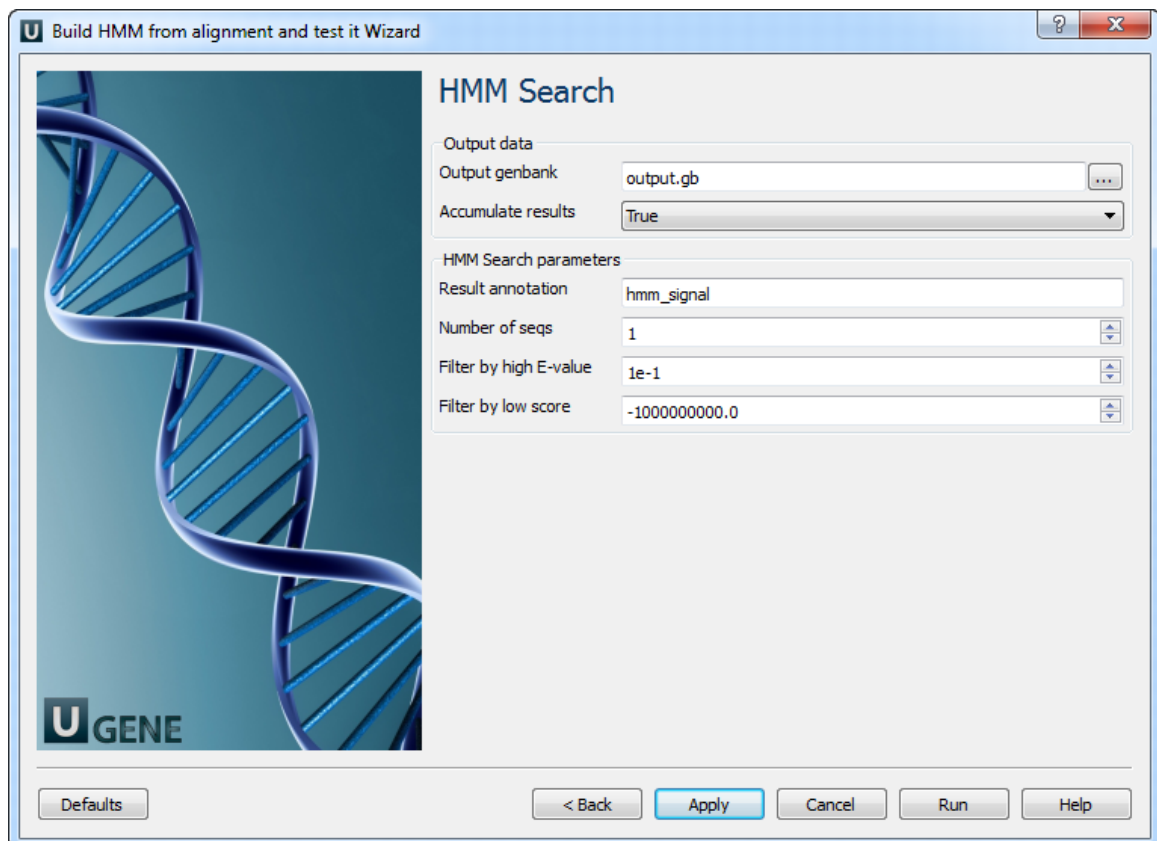 U Build HMM from alignment and test it Wizard ? X
HMM Search
Output data
Output genbank output.gb ...
Accumulate results True
HMM Search parameters
Result annotation hmm_signal
Number of seqs 1
Filter by high E-value 1e-1
Filter by low score -1000000000.0
U GENE
Defaults < Back Apply Cancel Run Help